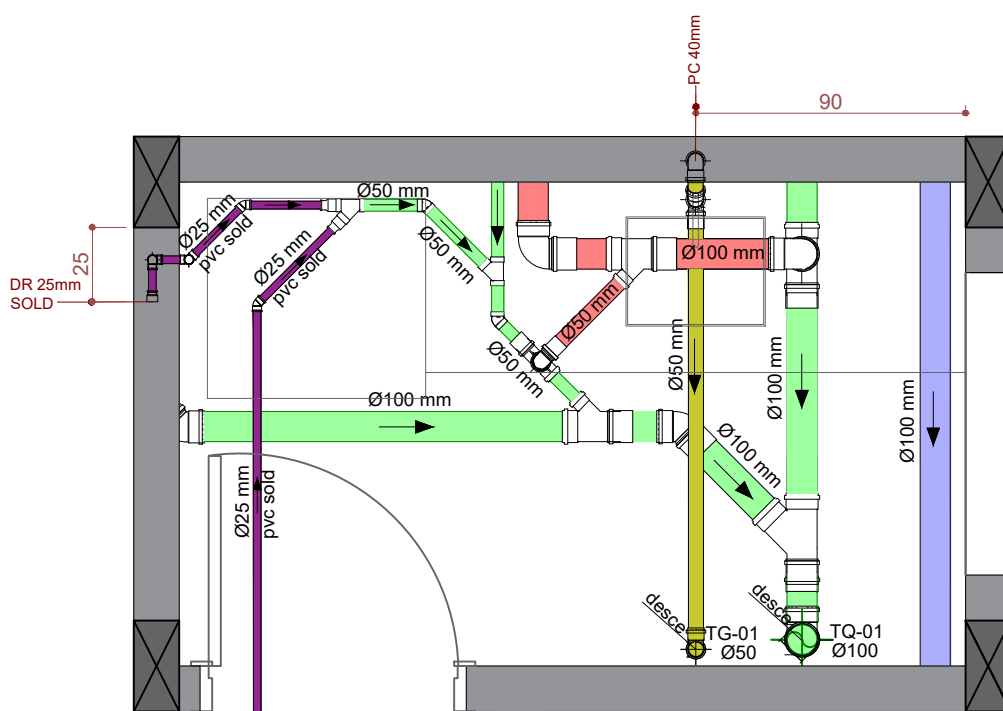 PC 40mm
90
Ø50 mm
Ø25 mm
pvc sold
Ø25 mm
pvc sold
Ø50 mm
Ø100 mm
25
DR 25mm
SOLD
Ø50 mm
Ø50 mm
Ø50 mm
Ø100 mm
Ø100 mm
Ø100 mm
Ø100 mm
Ø25 mm
pvc sold
desce
TG-01
Ø50
desce
TQ-01
Ø100